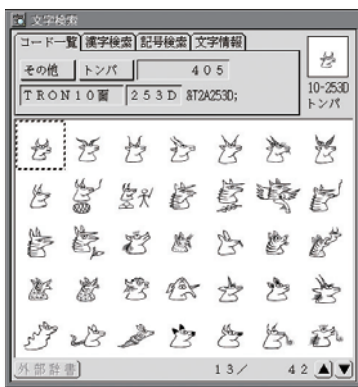 文字検索
コード一覧 漢字検索 記号検索 文字情報
その他 トンパ 405
TRON10面 253D &T2A253D;
10-253D
トンパ
外部辞書 13/ 42